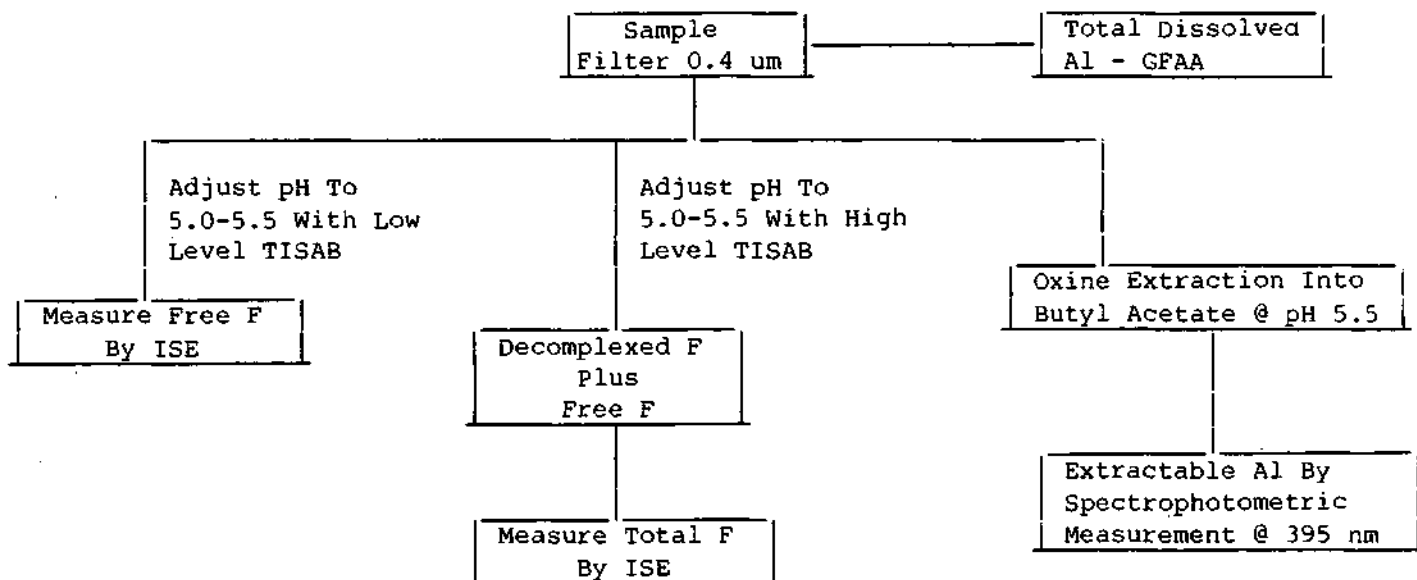 Sample
Filter 0.4 um
Total Dissolved
Al - GFAA
Adjust pH To
5.0-5.5 With Low
Level TISAB
Adjust pH To
5.0-5.5 With High
Level TISAB
Measure Free F
By ISE
Decomplexed F
Plus
Free F
Measure Total F
By ISE
Oxine Extraction Into
Butyl Acetate @ pH 5.5
Extractable Al By
Spectrophotometric
Measurement @ 395 nm